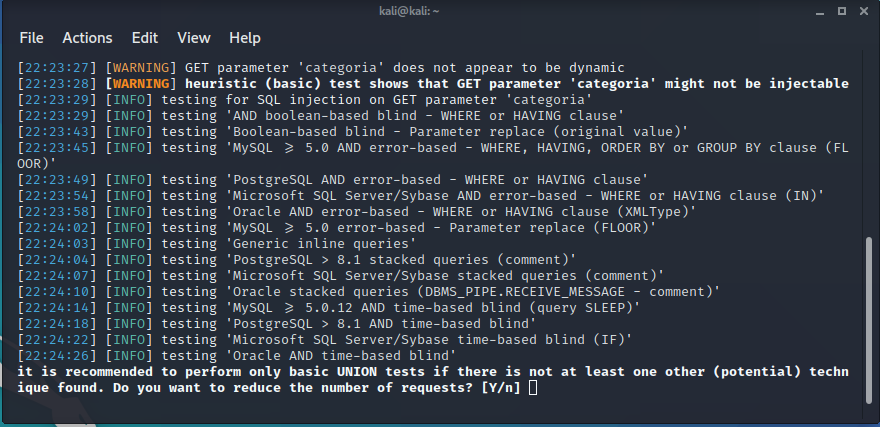 kali@kali: ~
File Actions Edit View Help
[22:23:27] [WARNING] GET parameter 'categoria' does not appear to be dynamic
[22:23:28] [WARNING] heuristic (basic) test shows that GET parameter 'categoria' might not be injectable
[22:23:29] [INFO] testing for SQL injection on GET parameter 'categoria'
[22:23:29] [INFO] testing 'AND boolean-based blind - WHERE or HAVING clause'
[22:23:43] [INFO] testing 'Boolean-based blind - Parameter replace (original value)'
[22:23:45] [INFO] testing 'MySQL ≥ 5.0 AND error-based - WHERE, HAVING, ORDER BY or GROUP BY clause (FL
OOR)'
[22:23:49] [INFO] testing 'PostgreSQL AND error-based - WHERE or HAVING clause'
[22:23:54] [INFO] testing 'Microsoft SQL Server/Sybase AND error-based - WHERE or HAVING clause (IN)'
[22:23:58] [INFO] testing 'Oracle AND error-based - WHERE or HAVING clause (XMLType)'
[22:24:02] [INFO] testing 'MySQL ≥ 5.0 error-based - Parameter replace (FLOOR)'
[22:24:03] [INFO] testing 'Generic inline queries'
[22:24:04] [INFO] testing 'PostgreSQL > 8.1 stacked queries (comment)'
[22:24:07] [INFO] testing 'Microsoft SQL Server/Sybase stacked queries (comment)'
[22:24:10] [INFO] testing 'Oracle stacked queries (DBMS_PIPE.RECEIVE_MESSAGE - comment)'
[22:24:14] [INFO] testing 'MySQL ≥ 5.0.12 AND time-based blind (query SLEEP)'
[22:24:18] [INFO] testing 'PostgreSQL > 8.1 AND time-based blind'
[22:24:22] [INFO] testing 'Microsoft SQL Server/Sybase time-based blind (IF)'
[22:24:26] [INFO] testing 'Oracle AND time-based blind'
it is recommended to perform only basic UNION tests if there is not at least one other (potential) techn
ique found. Do you want to reduce the number of requests? [Y/n]